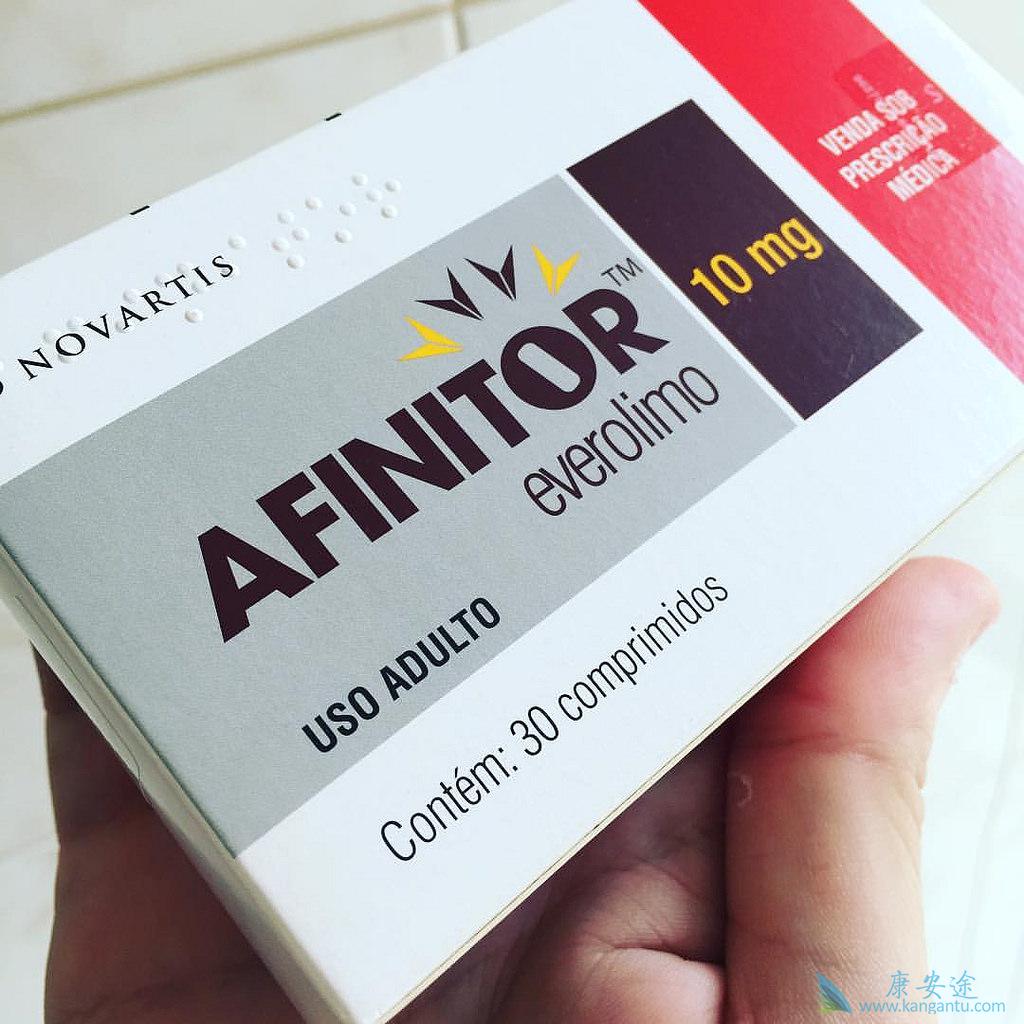 NOVARTIS
AFINITOR™
everolimo
10 mg
VENDA SOB
PRESCRIÇÃO
MÉDICA
USO ADULTO
Contém: 30 comprimidos
康安途
www.kangantu.com